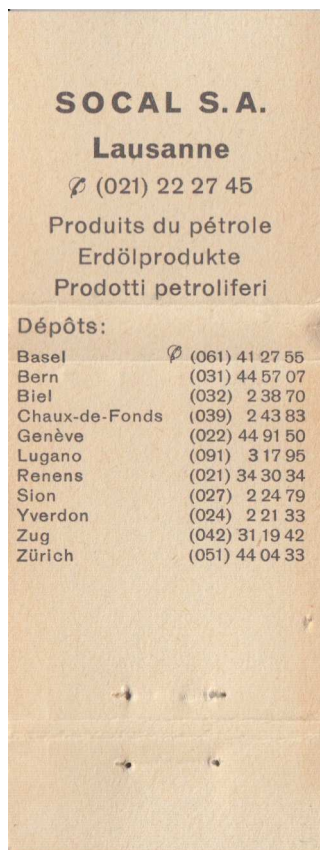 SOCAL S.A.
Lausanne
✆ (021) 22 27 45
Produits du pétrole
Erdölprodukte
Prodotti petroliferi
Dépôts:
Basel ✆ (061) 41 27 55
Bern (031) 44 57 07
Biel (032) 2 38 70
Chaux-de-Fonds (039) 2 43 83
Genève (022) 44 91 50
Lugano (091) 3 17 95
Renens (021) 34 30 34
Sion (027) 2 24 79
Yverdon (024) 2 21 33
Zug (042) 31 19 42
Zürich (051) 44 04 33